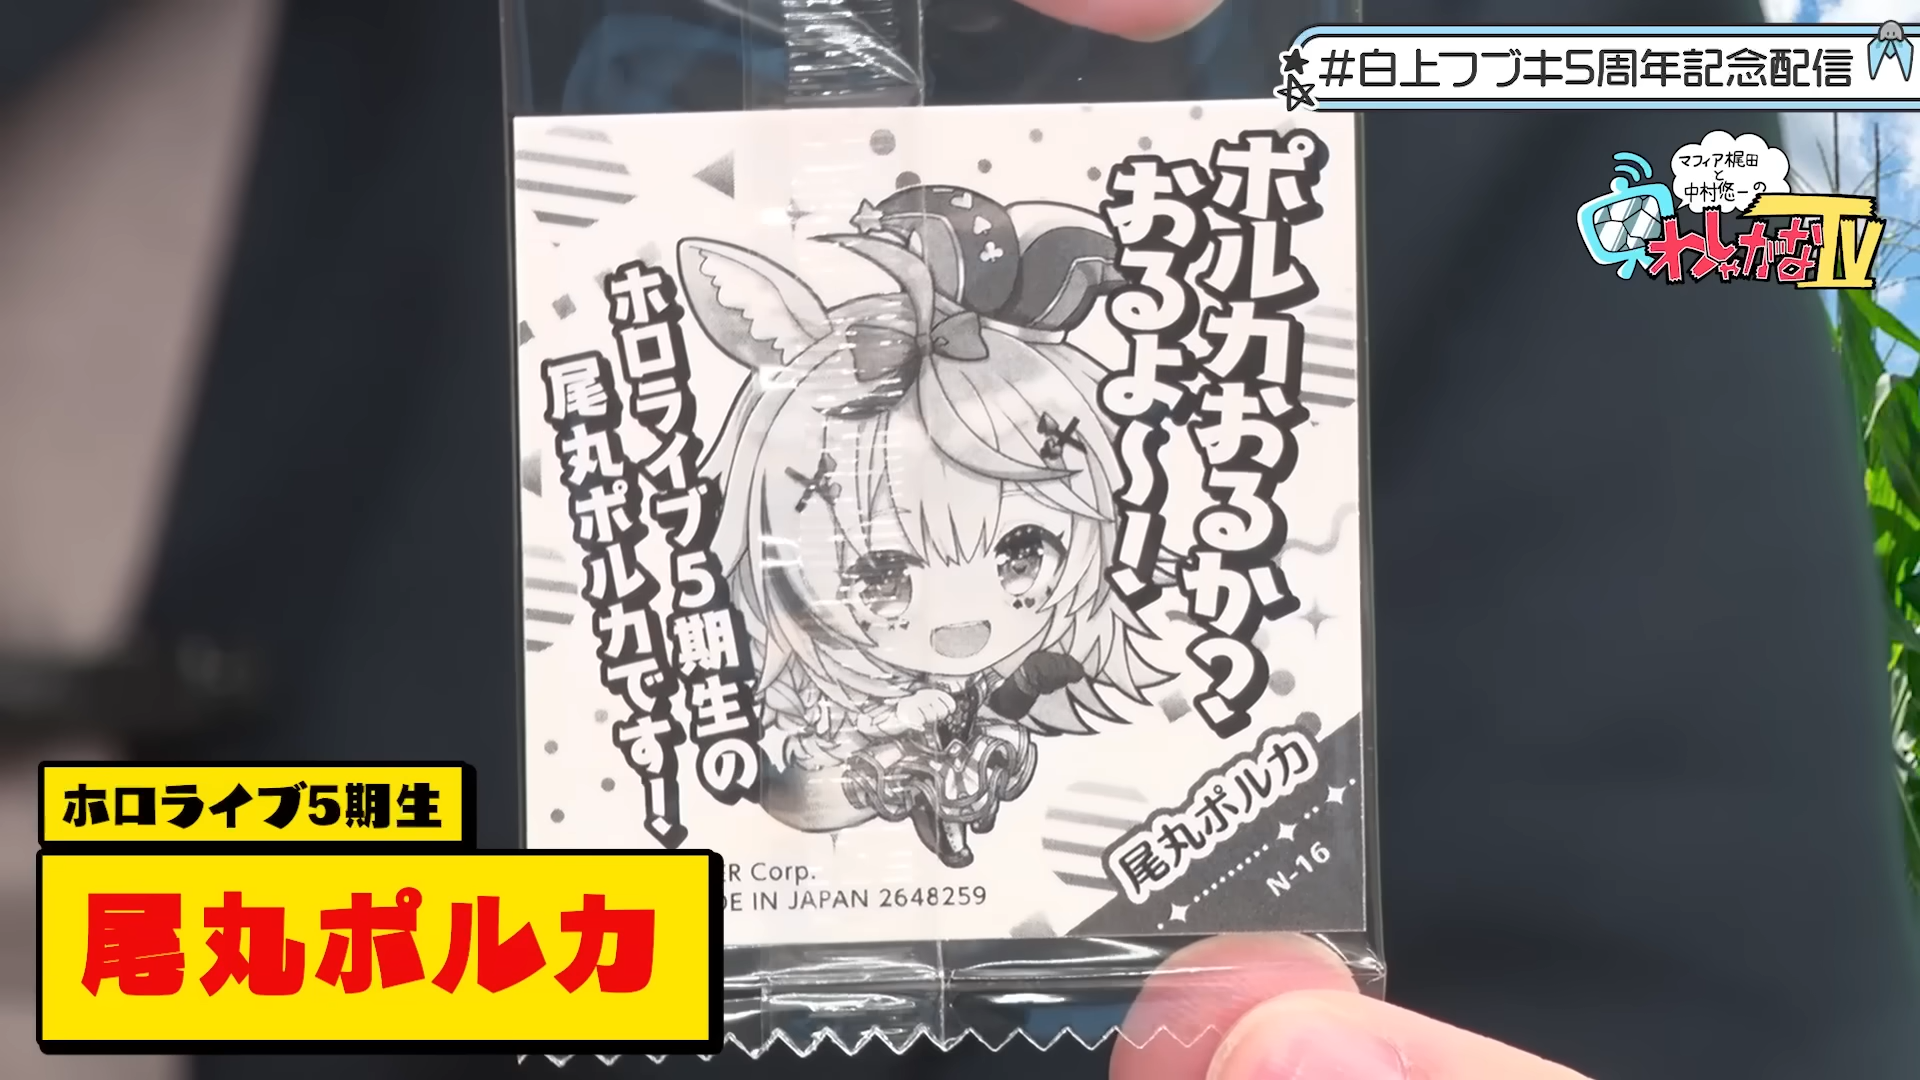 #白上フブキ5周年記念配信
マフィア梶田
と
中村悠一の
わしゃがなTV
ポルカおるか?
おるよ~!
ホロライブ5期生の
尾丸ポルカです!
尾丸ポルカ
N-16
ER Corp.
DE IN JAPAN 2648259
ホロライブ5期生
尾丸ポルカ